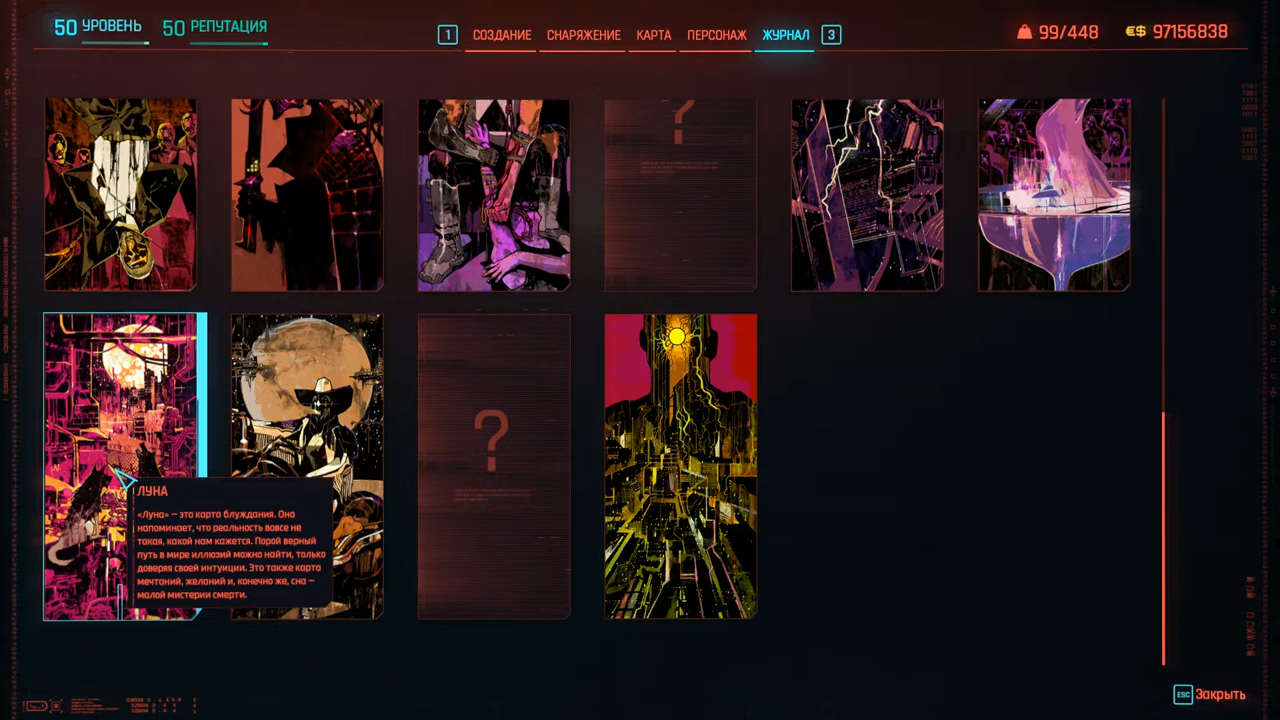 50 УРОВЕНЬ 50 РЕПУТАЦИЯ
1 СОЗДАНИЕ СНАРЯЖЕНИЕ КАРТА ПЕРСОНАЖ ЖУРНАЛ 3
99/448 €$ 97156838
?
?
ЛУНА
«Луна» – это карта блуждания. Она
напоминает, что реальность вовсе не
такая, какой нам кажется. Порой верный
путь в мире иллюзий можно найти, только
доверяя своей интуиции. Это также карта
мечтаний, желаний и, конечно же, сна –
малой мистерии смерти.
ESC Закрыть